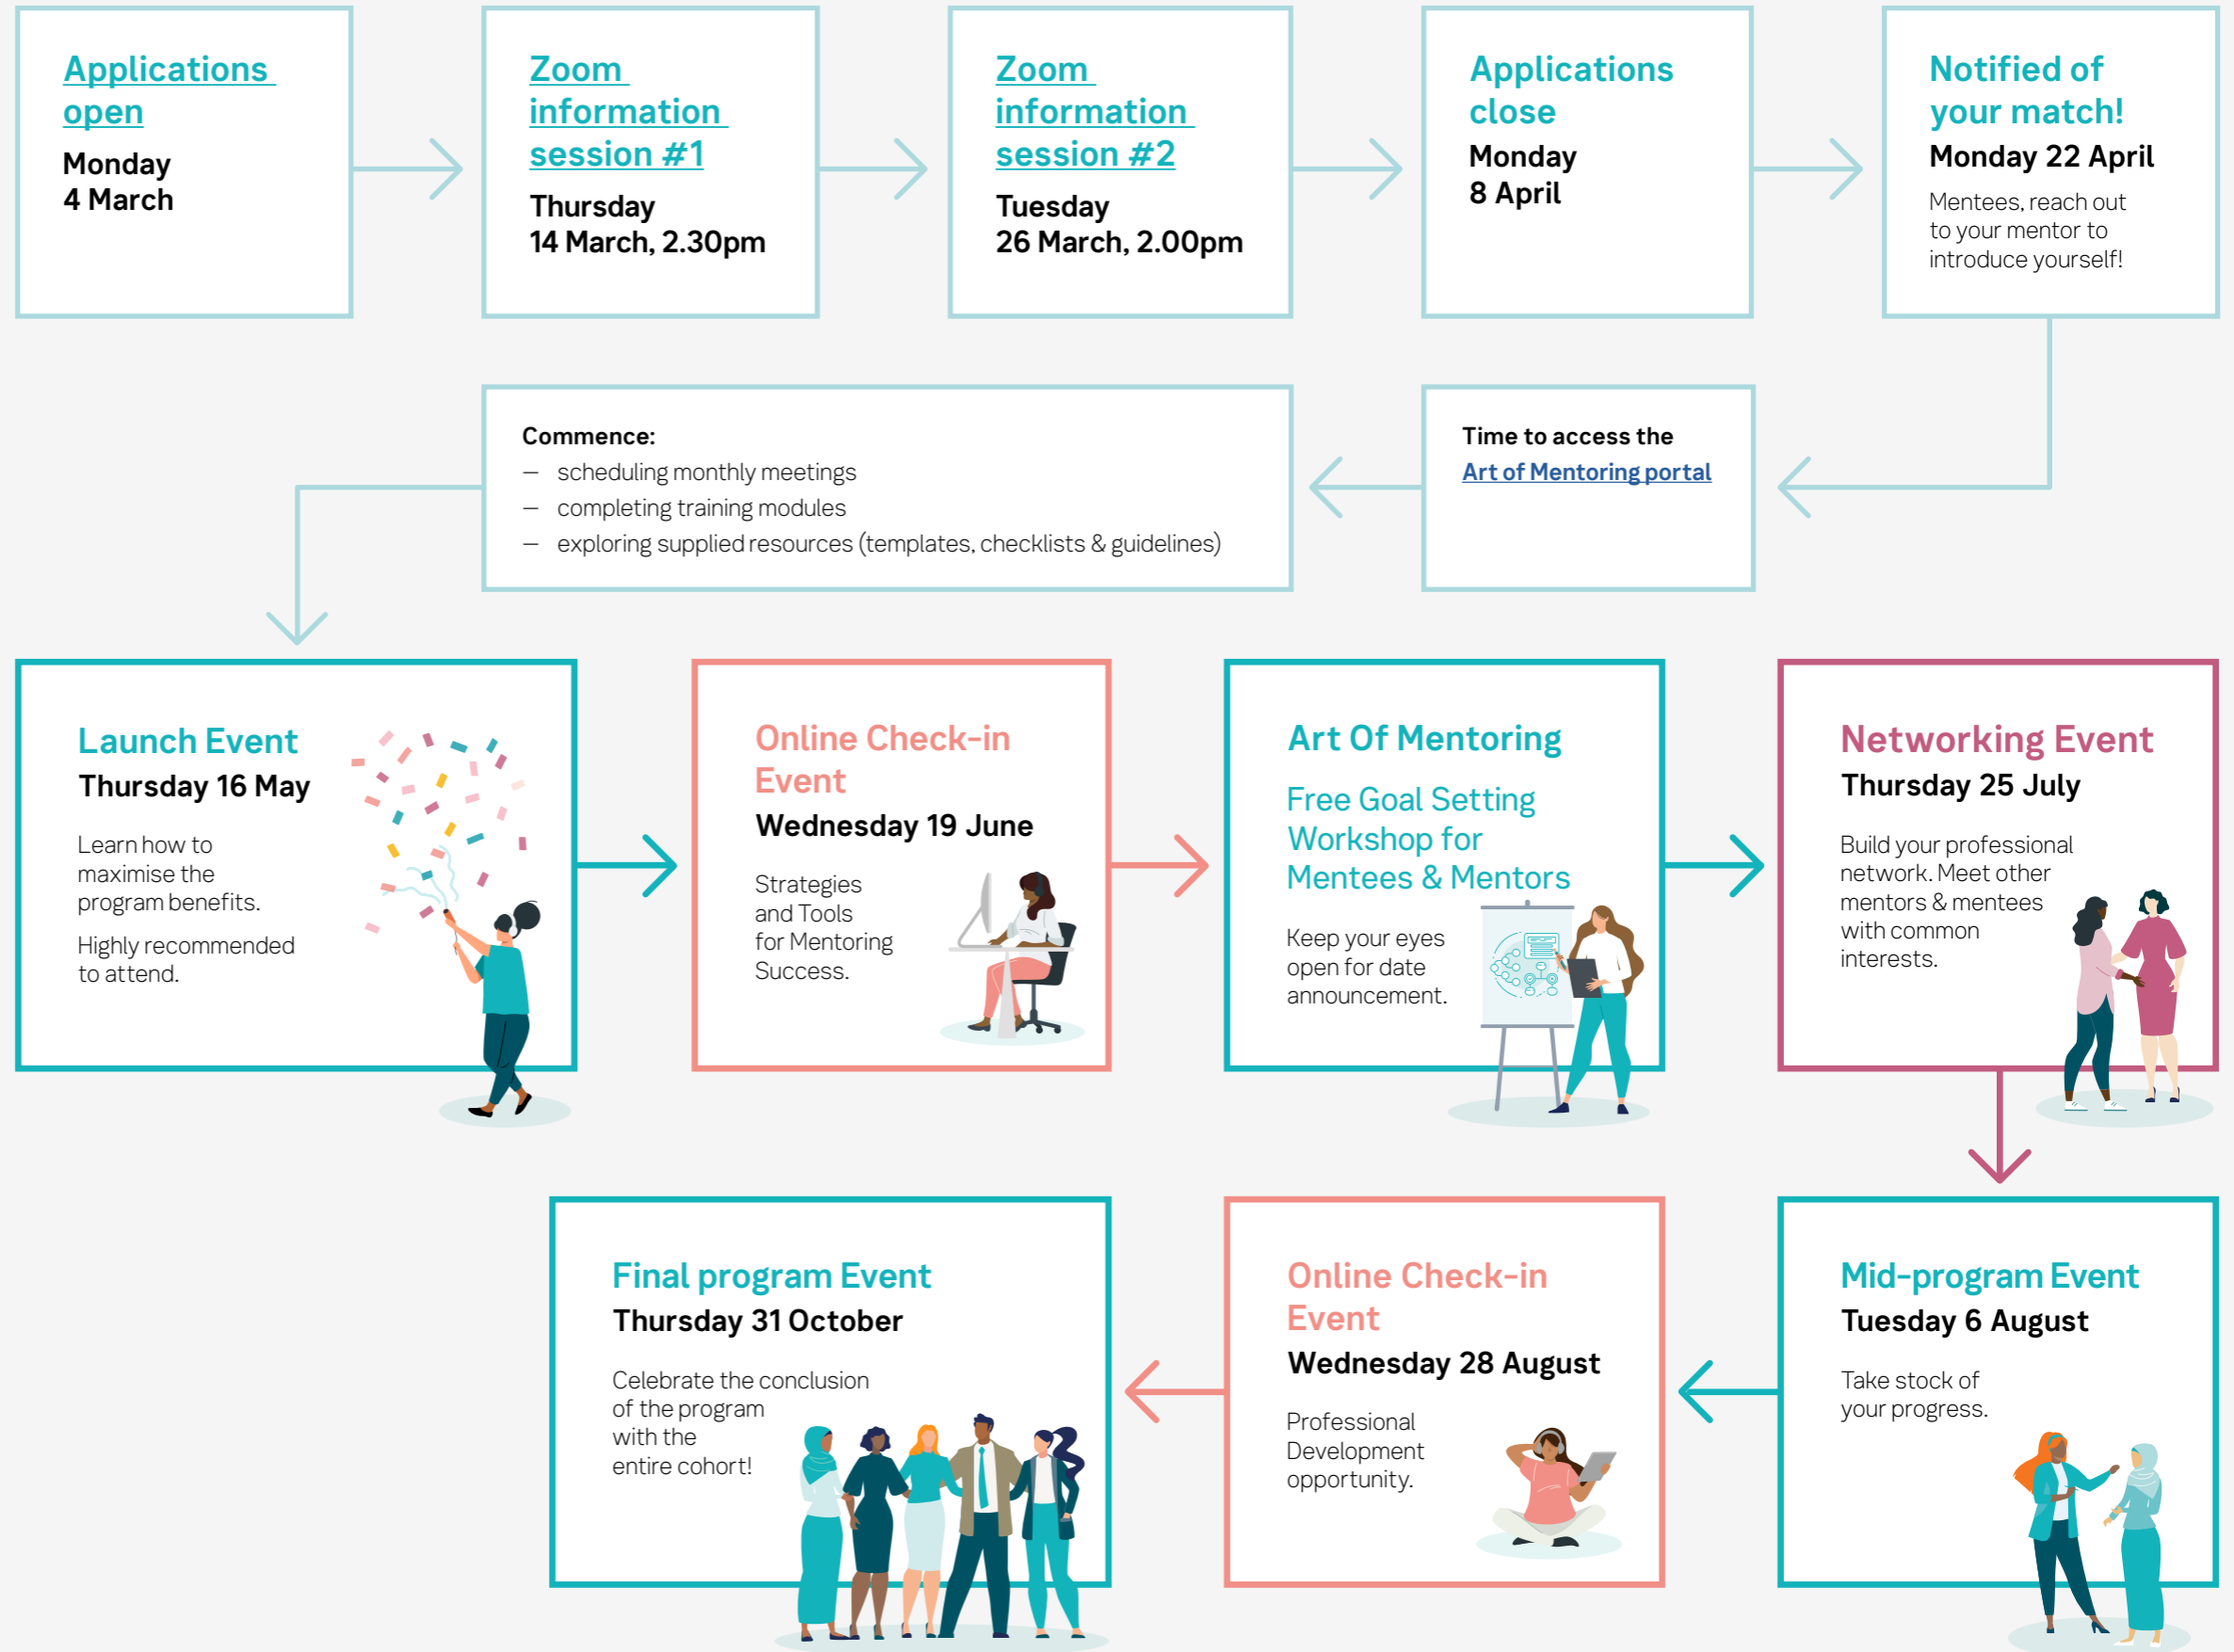 Applications
open
Monday
4 March
Zoom
information
session #1
Thursday
14 March, 2.30pm
Zoom
information
session #2
Tuesday
26 March, 2.00pm
Applications
close
Monday
8 April
Notified of
your match!
Monday 22 April
Mentees, reach out
to your mentor to
introduce yourself!
Time to access the
Art of Mentoring portal
Commence:
– scheduling monthly meetings
– completing training modules
– exploring supplied resources (templates, checklists & guidelines)
Launch Event
Thursday 16 May
Learn how to
maximise the
program benefits.
Highly recommended
to attend.
Online Check-in
Event
Wednesday 19 June
Strategies
and Tools
for Mentoring
Success.
Art Of Mentoring
Free Goal Setting
Workshop for
Mentees & Mentors
Keep your eyes
open for date
announcement.
Networking Event
Thursday 25 July
Build your professional
network. Meet other
mentors & mentees
with common
interests.
Mid-program Event
Tuesday 6 August
Take stock of
your progress.
Online Check-in
Event
Wednesday 28 August
Professional
Development
opportunity.
Final program Event
Thursday 31 October
Celebrate the conclusion
of the program
with the
entire cohort!